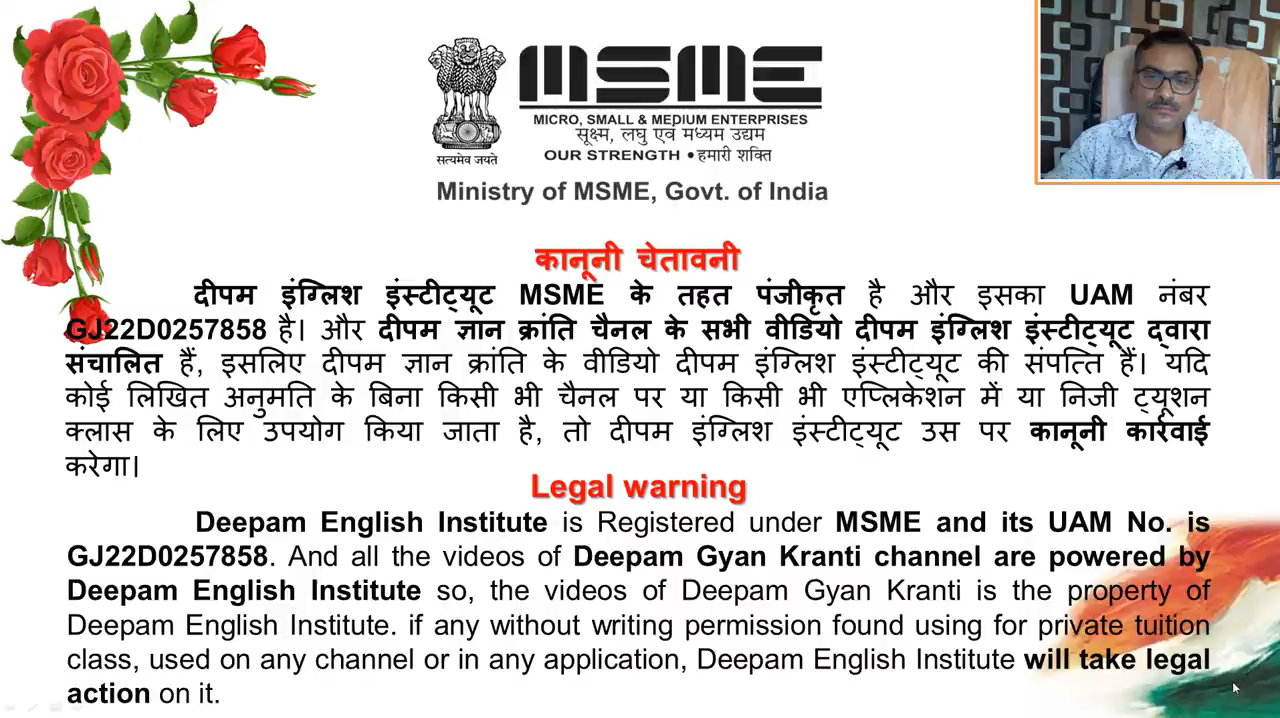 MSME
MICRO, SMALL & MEDIUM ENTERPRISES
सूक्ष्म, लघु एवं मध्यम उद्यम
सत्यमेव जयते
OUR STRENGTH • हमारी शक्ति
Ministry of MSME, Govt. of India
कानूनी चेतावनी
दीपम इंग्लिश इंस्टीट्यूट MSME के तहत पंजीकृत है और इसका UAM नंबर
GJ22D0257858 है। और दीपम ज्ञान क्रांति चैनल के सभी वीडियो दीपम इंग्लिश इंस्टीट्यूट द्वारा
संचालित हैं, इसलिए दीपम ज्ञान क्रांति के वीडियो दीपम इंग्लिश इंस्टीट्यूट की संपत्ति हैं। यदि
कोई लिखित अनुमति के बिना किसी भी चैनल पर या किसी भी एप्लिकेशन में या निजी ट्यूशन
क्लास के लिए उपयोग किया जाता है, तो दीपम इंग्लिश इंस्टीट्यूट उस पर कानूनी कार्रवाई
करेगा।
Legal warning
Deepam English Institute is Registered under MSME and its UAM No. is
GJ22D0257858. And all the videos of Deepam Gyan Kranti channel are powered by
Deepam English Institute so, the videos of Deepam Gyan Kranti is the property of
Deepam English Institute. if any without writing permission found using for private tuition
class, used on any channel or in any application, Deepam English Institute will take legal
action on it.